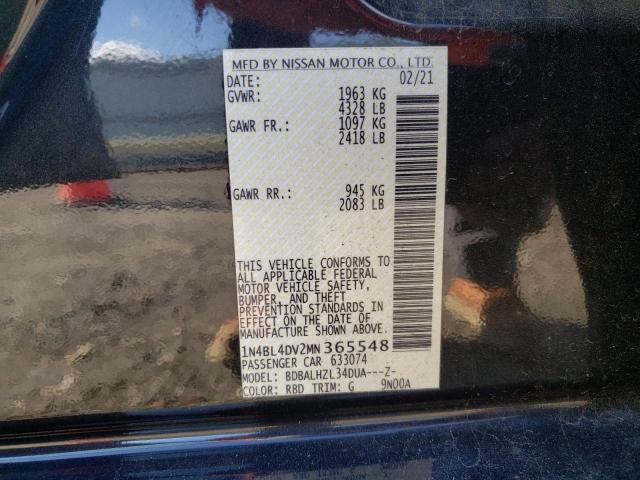 MFD BY NISSAN MOTOR CO., LTD.
DATE: 02/21
GVWR: 1963 KG
4328 LB
GAWR FR.: 1097 KG
2418 LB
GAWR RR.: 945 KG
2083 LB
THIS VEHICLE CONFORMS TO
ALL APPLICABLE FEDERAL
MOTOR VEHICLE SAFETY,
BUMPER, AND THEFT
PREVENTION STANDARDS IN
EFFECT ON THE DATE OF
MANUFACTURE SHOWN ABOVE.
1N4BL4DV2MN365548
PASSENGER CAR 633074
MODEL: BDBALHZL34DUA---Z-
COLOR: RBD TRIM: G 9N00A